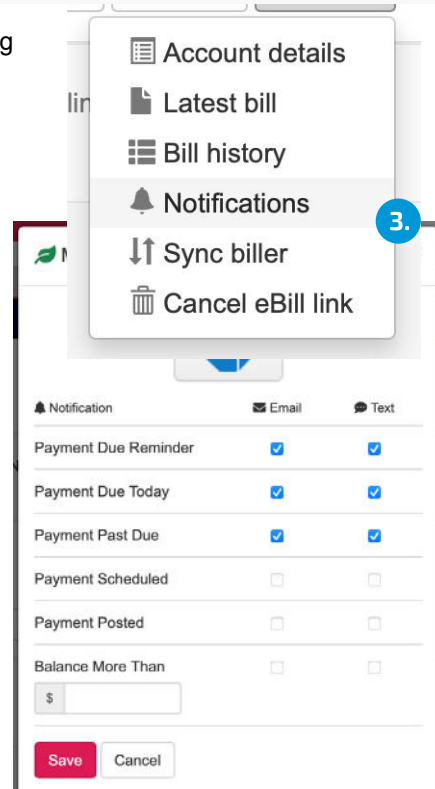 g
Account details
lin
Latest bill
Bill history
Notifications
3.
Sync biller
Cancel eBill link
Notification Email Text
Payment Due Reminder
Payment Due Today
Payment Past Due
Payment Scheduled
Payment Posted
Balance More Than
$
Save Cancel